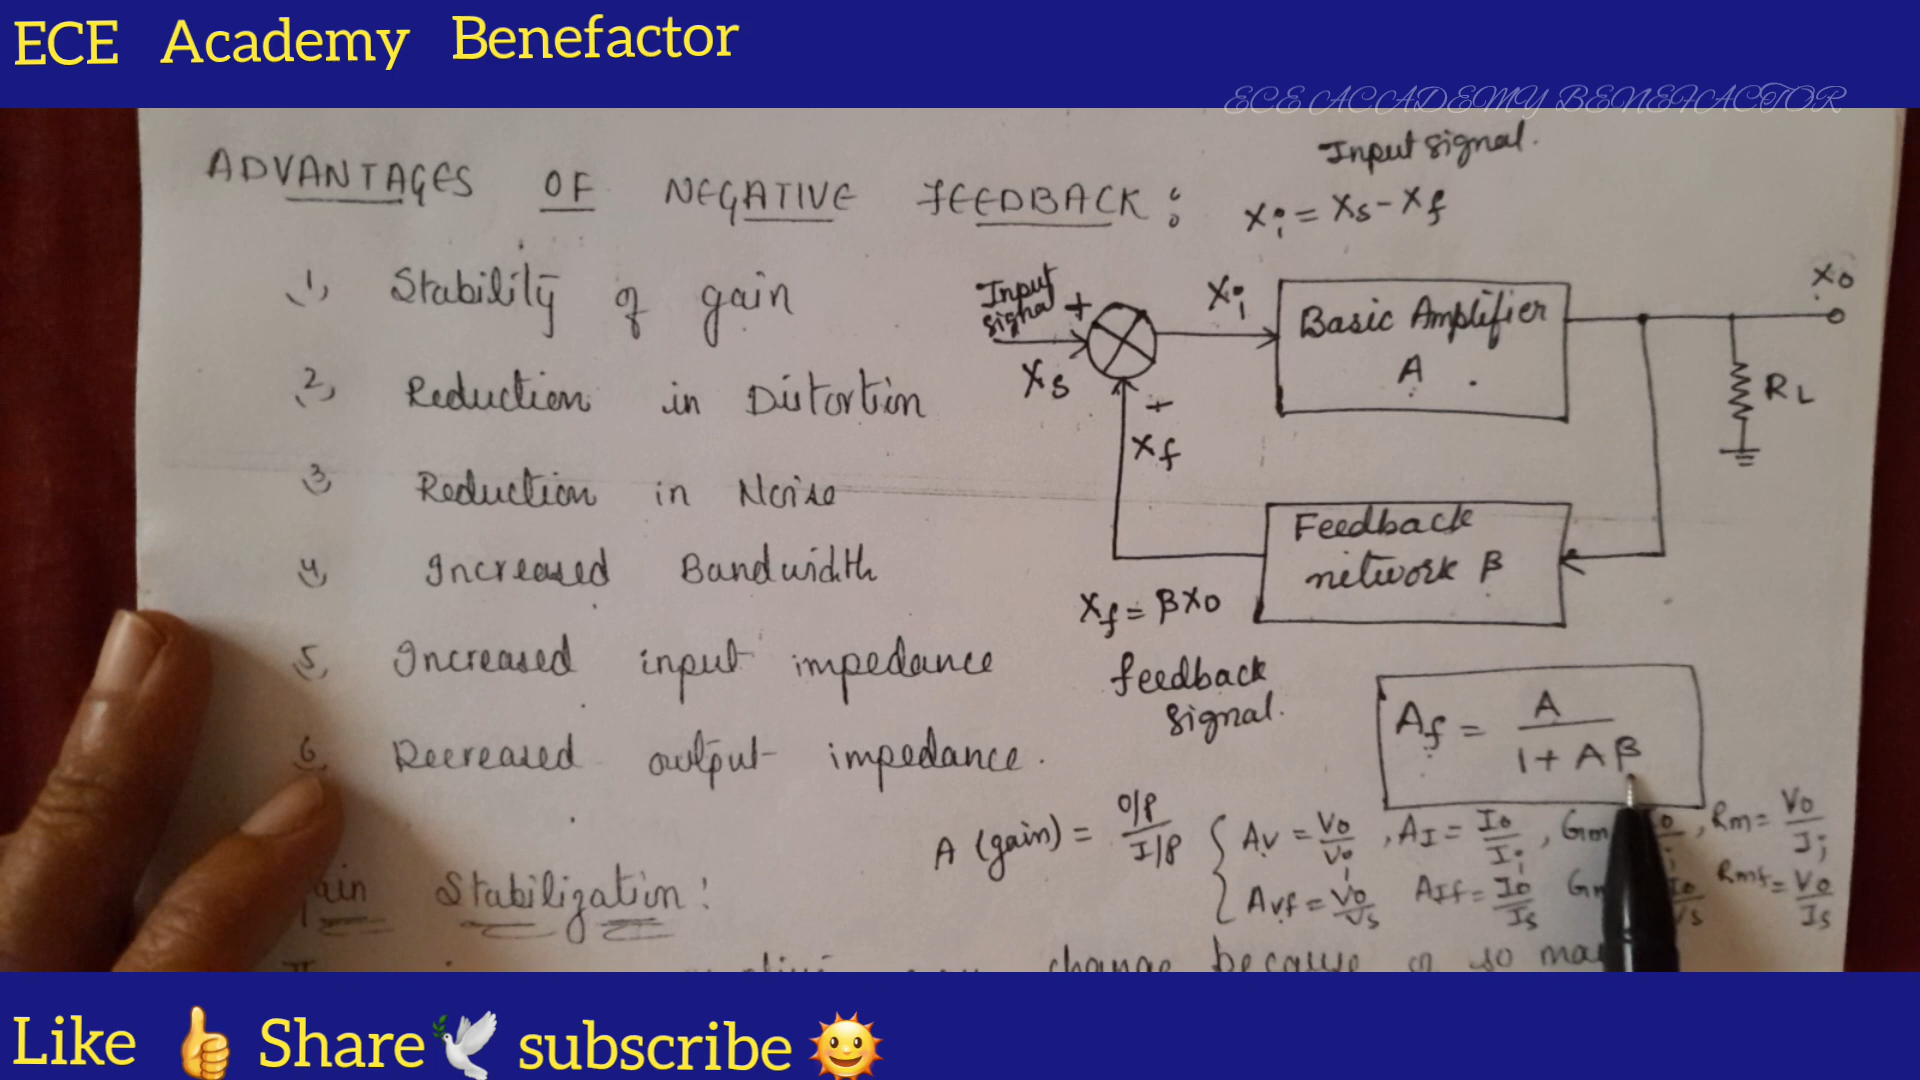 ECE Academy Benefactor
ECE ACCADEMY BENEFACTOR
ADVANTAGES OF NEGATIVE FEEDBACK :
1) Stability of gain
2) Reduction in Distortion
3) Reduction in Noise
4) Increased Bandwidth
5) Increased input impedance
6) Decreased output impedance.
Input signal.
Xi = Xs - Xf
Input signal +
Xs
Xi
Basic Amplifier
A
Xo
RL
+
Xf
Feedback
network β
Xf = βXo
feedback
signal.
Af = A / 1 + Aβ
A (gain) = O/P / I/P { Av = Vo/Vi , AI = Io/Ii , Gm , Rm = Vo/Ii
Avf = Vo/Vs AIf = Io/Is Rmf = Vo/Is
ain Stabilization :
change because of so
Like 👍 Share 🕊 subscribe 🌞